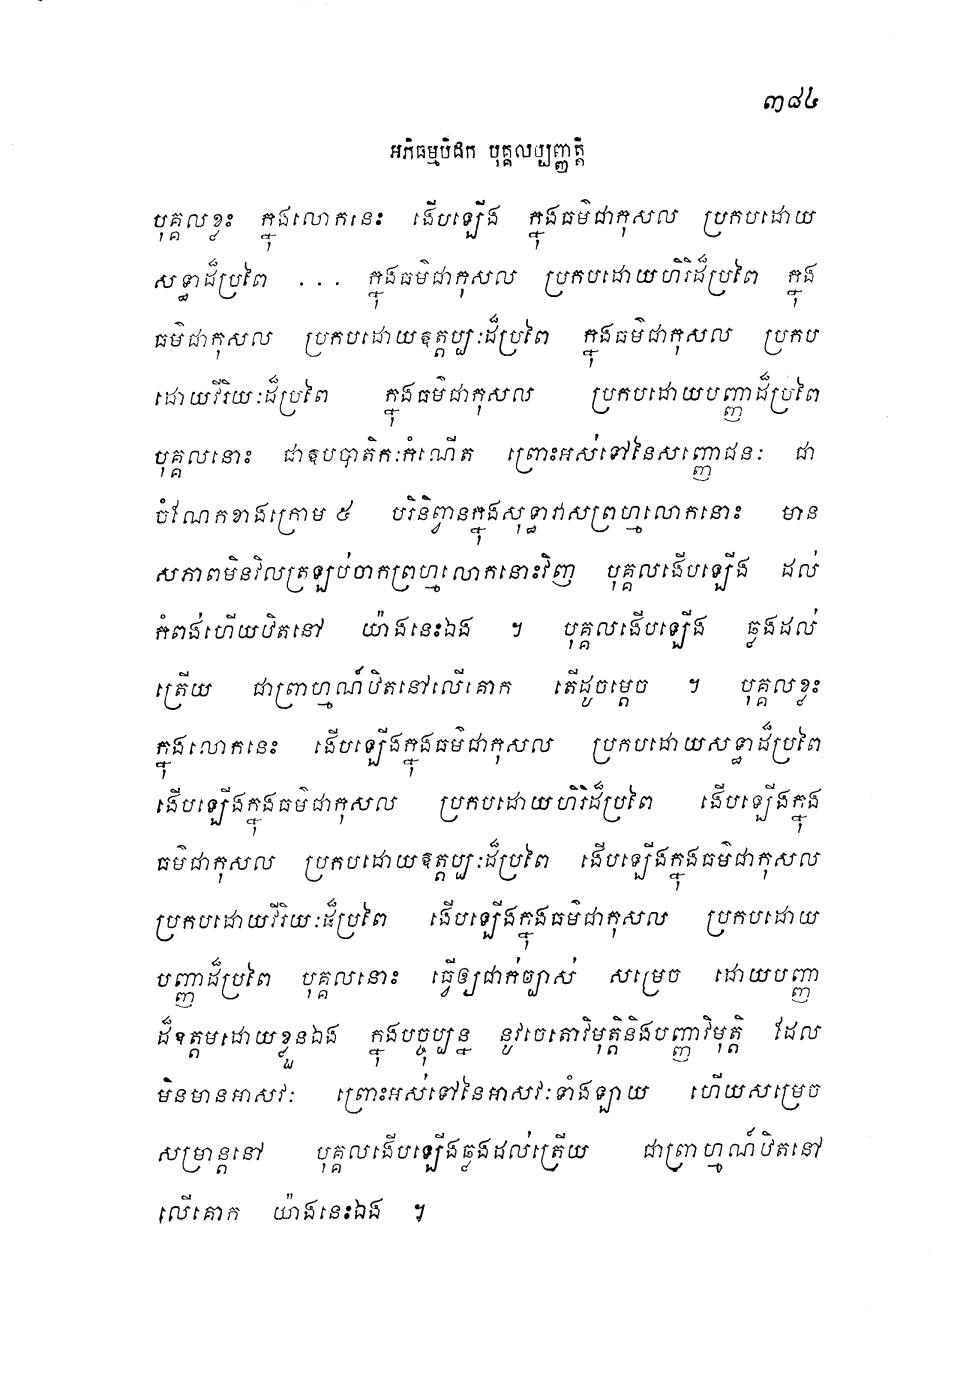 ៣៨៤
អភិធម្មបិដក បុគ្គលប្បញ្ញត្តិ
បុគ្គលខ្វះ ក្នុងលោកនេះ ងើបឡើង ក្នុងធម៌ជាកុសល ប្រកបដោយ
សទ្ធាដ៏ប្រពៃ ... ក្នុងធម៌ជាកុសល ប្រកបដោយហិរិដ៏ប្រពៃ ក្នុង
ធម៌ជាកុសល ប្រកបដោយឧត្តប្បៈដ៏ប្រពៃ ក្នុងធម៌ជាកុសល ប្រកប
ដោយវីរិយៈដ៏ប្រពៃ ក្នុងធម៌ជាកុសល ប្រកបដោយបញ្ញាដ៏ប្រពៃ
បុគ្គលនោះ ជាឧបបាតិកៈកំណើត ព្រោះអស់ទៅនៃសញ្ញោជនៈ ជា
ចំណែកខាងក្រោម ៥ បរិនិព្វានក្នុងសុទ្ធាវាសព្រហ្មលោកនោះ មាន
សភាពមិនវិលត្រឡប់ចាកព្រហ្មលោកនោះវិញ បុគ្គលងើបឡើង ដល់
កំពង់ហើយឋិតនៅ យ៉ាងនេះឯង ។ បុគ្គលងើបឡើង ឆ្លងដល់
ត្រើយ ជាព្រាហ្មណ៍ឋិតនៅលើគោក តើដូចម្តេច ។ បុគ្គលខ្វះ
ក្នុងលោកនេះ ងើបឡើងក្នុងធម៌ជាកុសល ប្រកបដោយសទ្ធាដ៏ប្រពៃ
ងើបឡើងក្នុងធម៌ជាកុសល ប្រកបដោយហិរិដ៏ប្រពៃ ងើបឡើងក្នុង
ធម៌ជាកុសល ប្រកបដោយឧត្តប្បៈដ៏ប្រពៃ ងើបឡើងក្នុងធម៌ជាកុសល
ប្រកបដោយវីរិយៈដ៏ប្រពៃ ងើបឡើងក្នុងធម៌ជាកុសល ប្រកបដោយ
បញ្ញាដ៏ប្រពៃ បុគ្គលនោះ ធ្វើឲ្យជាក់ច្បាស់ សម្រេច ដោយបញ្ញា
ដ៏ឧត្តមដោយខ្លួនឯង ក្នុងបច្ចុប្បន្ន នូវចេតោវិមុត្តិនិងបញ្ញាវិមុត្តិ ដែល
មិនមានអាសវៈ ព្រោះអស់ទៅនៃអាសវៈទាំងឡាយ ហើយសម្រេច
សម្រាន្តនៅ បុគ្គលងើបឡើងឆ្លងដល់ត្រើយ ជាព្រាហ្មណ៍ឋិតនៅ
លើគោក យ៉ាងនេះឯង ។